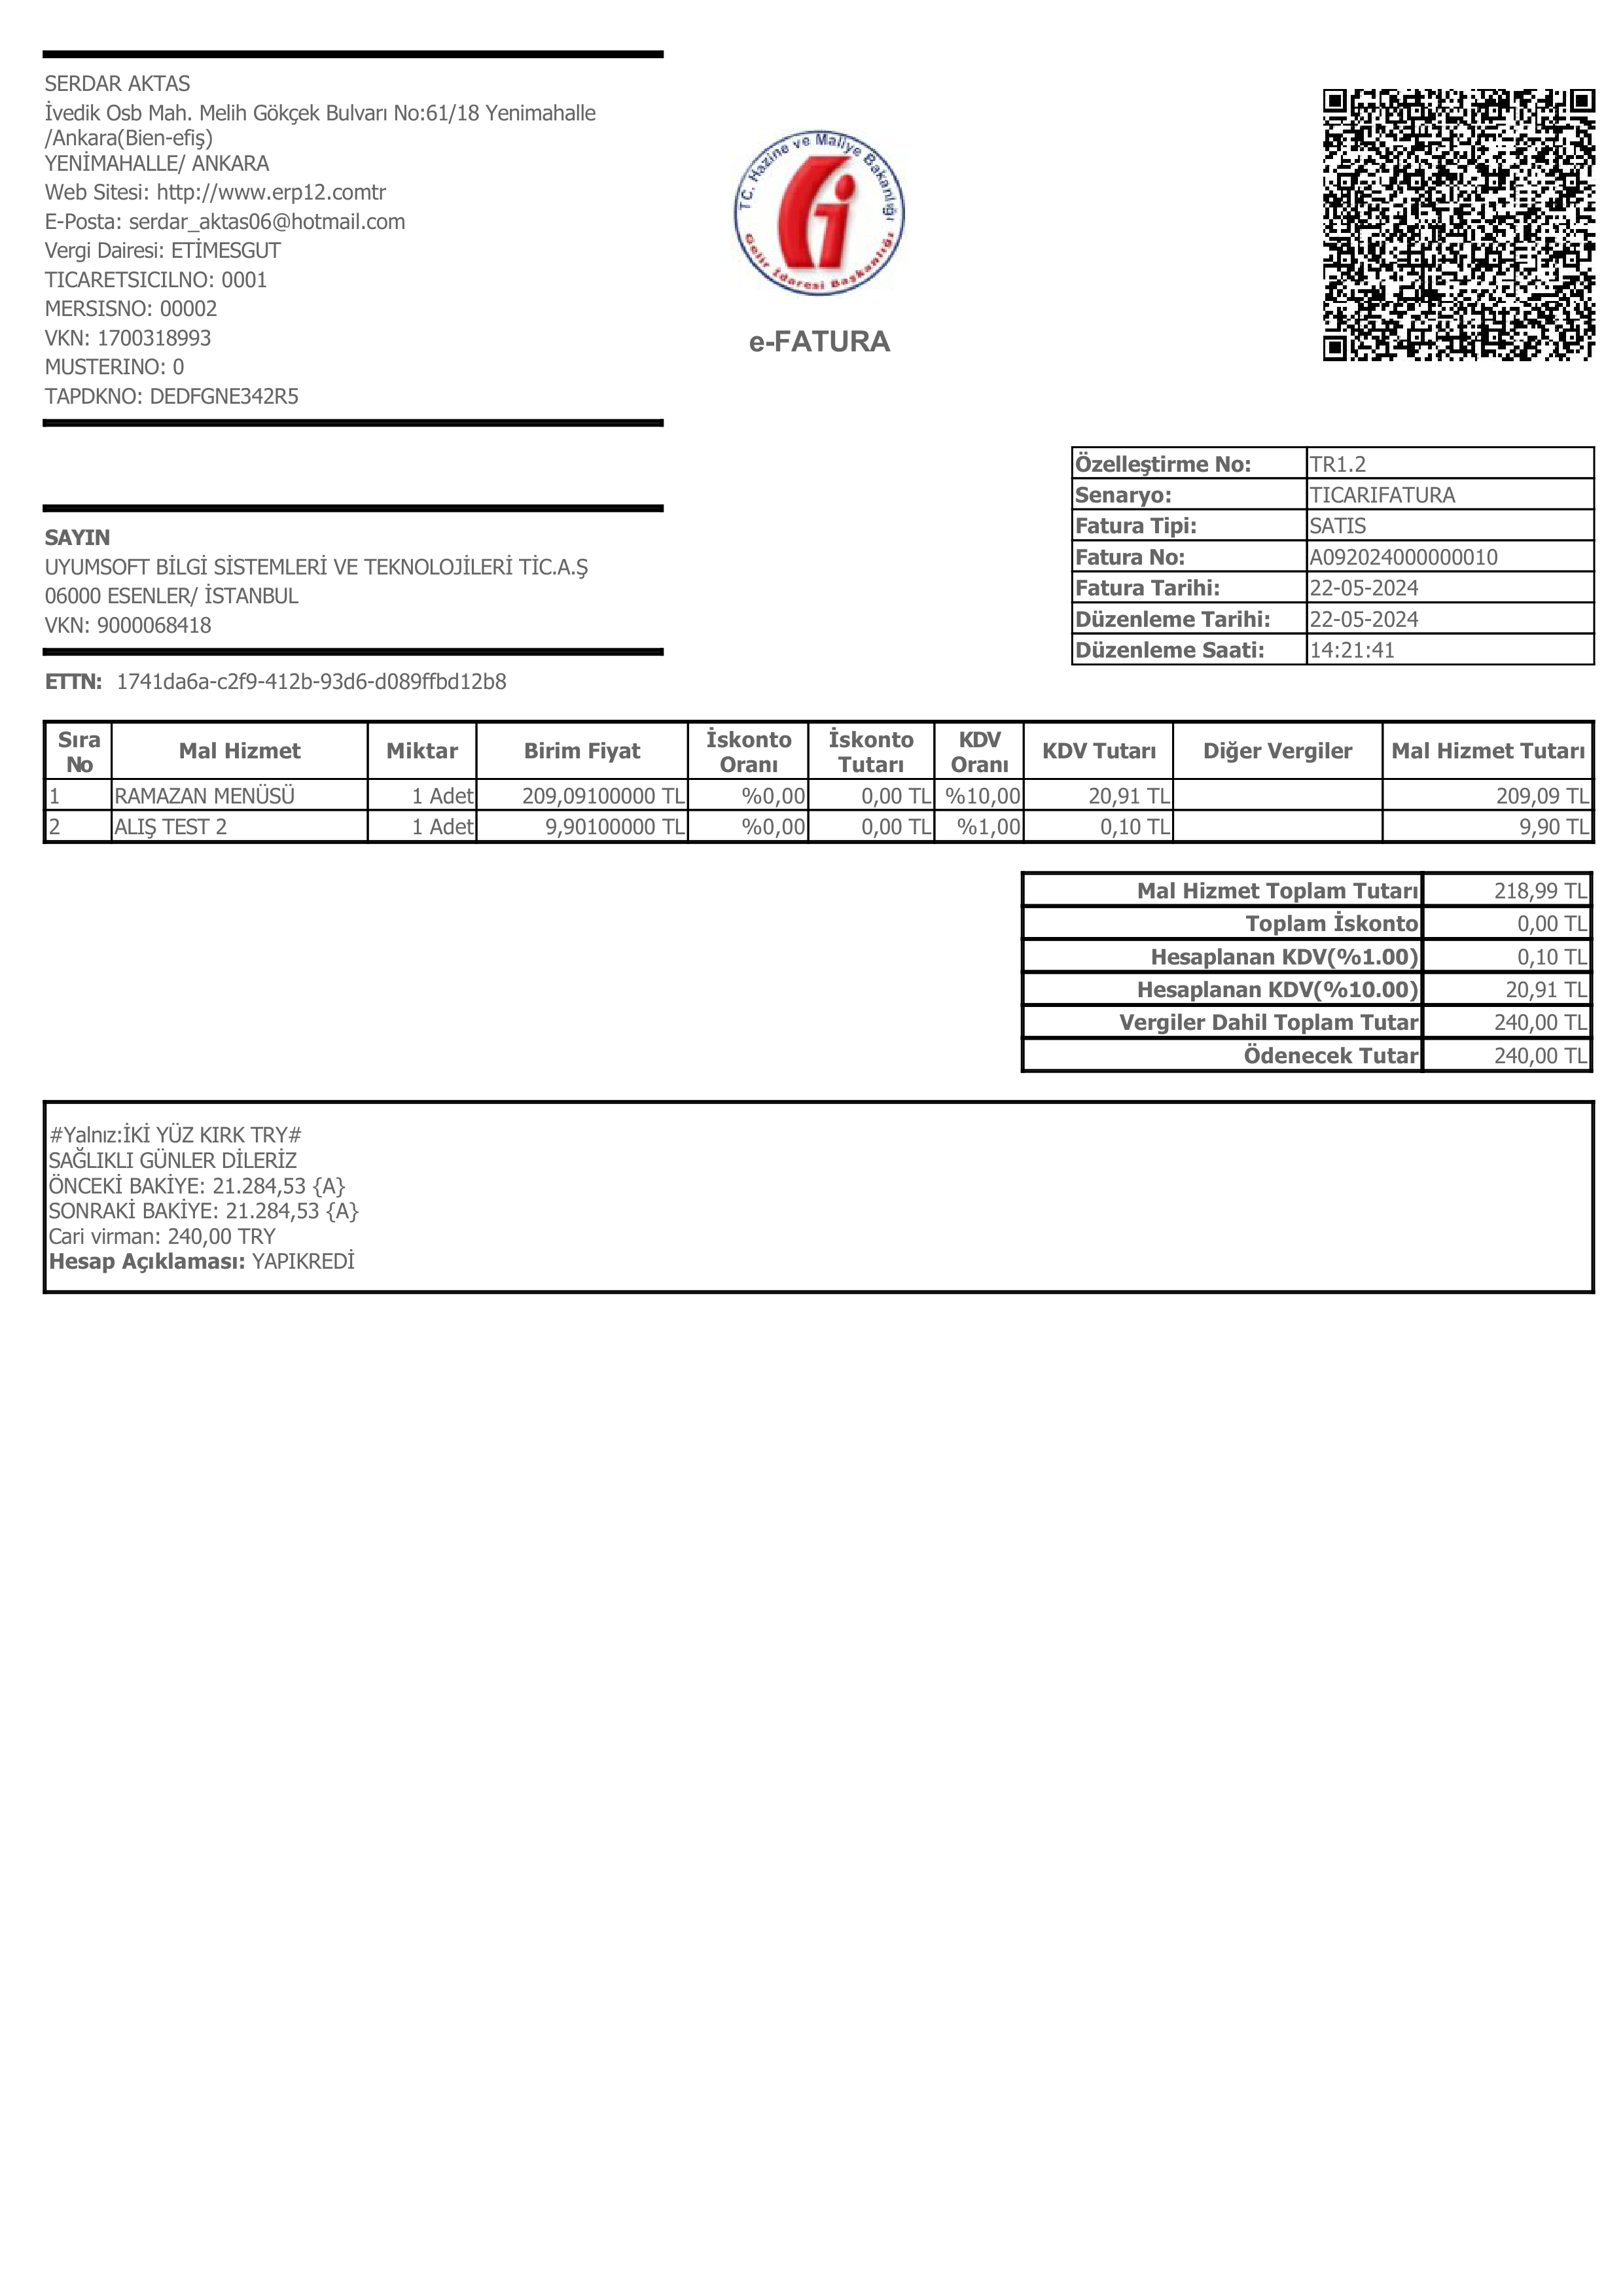 SERDAR AKTAS
İvedik Osb Mah. Melih Gökçek Bulvarı No:61/18 Yenimahalle
/Ankara(Bien-efiş)
YENİMAHALLE/ ANKARA
Web Sitesi: http://www.erp12.comtr
E-Posta: serdar_aktas06@hotmail.com
Vergi Dairesi: ETİMESGUT
TICARETSICILNO: 0001
MERSISNO: 00002
VKN: 1700318993
MUSTERINO: 0
TAPDKNO: DEDFGNE342R5
TC. Hazine ve Maliye Bakanlığı
Gelir İdaresi Başkanlığı
e-FATURA
SAYIN
UYUMSOFT BİLGİ SİSTEMLERİ VE TEKNOLOJİLERİ TİC.A.Ş
06000 ESENLER/ İSTANBUL
VKN: 9000068418
ETTN: 1741da6a-c2f9-412b-93d6-d089ffbd12b8
Özelleştirme No: TR1.2
Senaryo: TICARIFATURA
Fatura Tipi: SATIS
Fatura No: A092024000000010
Fatura Tarihi: 22-05-2024
Düzenleme Tarihi: 22-05-2024
Düzenleme Saati: 14:21:41
Sıra No Mal Hizmet Miktar Birim Fiyat İskonto Oranı İskonto Tutarı KDV Oranı KDV Tutarı Diğer Vergiler Mal Hizmet Tutarı
1 RAMAZAN MENÜSÜ 1 Adet 209,09100000 TL %0,00 0,00 TL %10,00 20,91 TL 209,09 TL
2 ALIŞ TEST 2 1 Adet 9,90100000 TL %0,00 0,00 TL %1,00 0,10 TL 9,90 TL
Mal Hizmet Toplam Tutarı 218,99 TL
Toplam İskonto 0,00 TL
Hesaplanan KDV(%1.00) 0,10 TL
Hesaplanan KDV(%10.00) 20,91 TL
Vergiler Dahil Toplam Tutar 240,00 TL
Ödenecek Tutar 240,00 TL
#Yalnız:İKİ YÜZ KIRK TRY#
SAĞLIKLI GÜNLER DİLERİZ
ÖNCEKİ BAKİYE: 21.284,53 {A}
SONRAKİ BAKİYE: 21.284,53 {A}
Cari virman: 240,00 TRY
Hesap Açıklaması: YAPIKREDİ